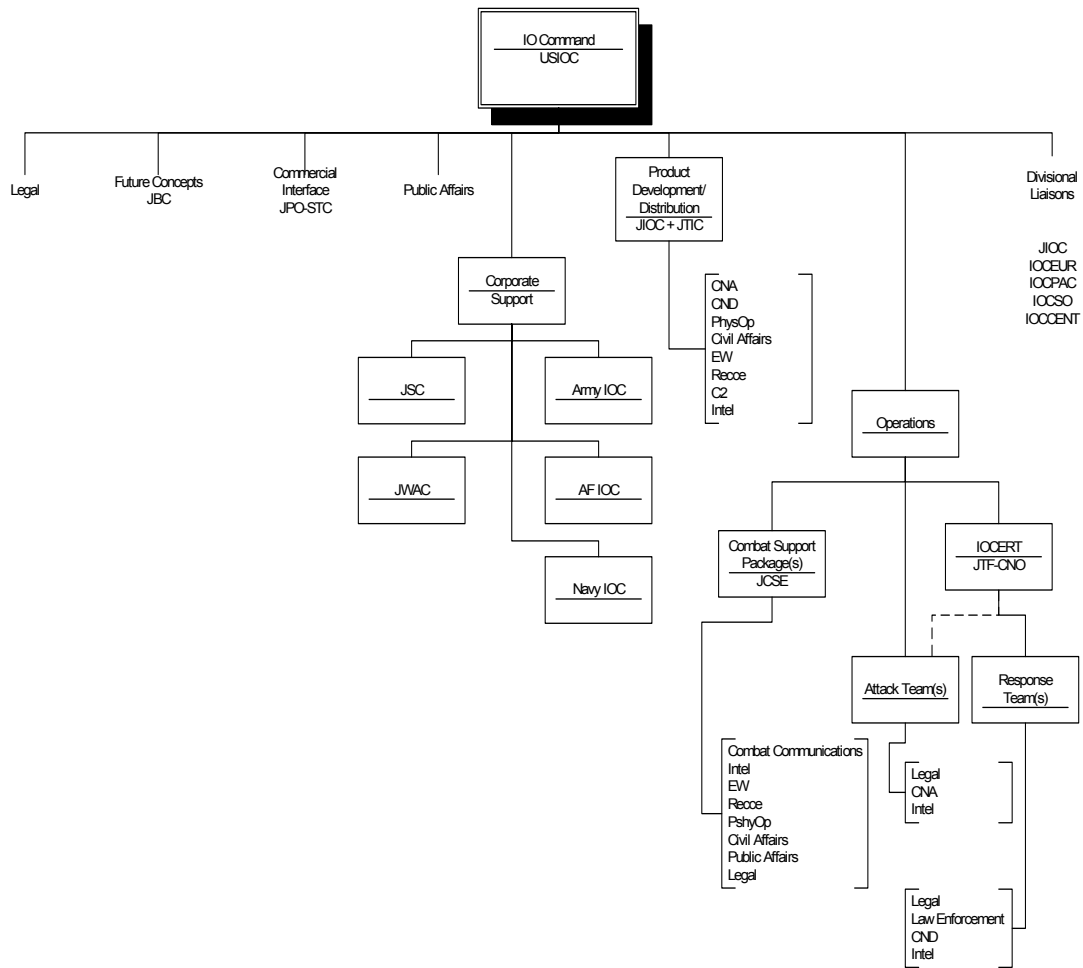 IO Command
USIOC
Legal
Future Concepts
JBC
Commercial
Interface
JPO-STC
Public Affairs
Product
Development/
Distribution
JIOC + JTIC
Divisional
Liaisons
JIOC
IOCEUR
IOCPAC
IOCSO
IOCCENT
Corporate
Support
JSC
Army IOC
JWAC
AF IOC
Navy IOC
CNA
CND
PhysOp
Civil Affairs
EW
Recce
C2
Intel
Operations
Combat Support
Package(s)
JCSE
IOCERT
JTF-CNO
Attack Team(s)
Response
Team(s)
Combat Communications
Intel
EW
Recce
PshyOp
Civil Affairs
Public Affairs
Legal
Legal
CNA
Intel
Legal
Law Enforcement
CND
Intel